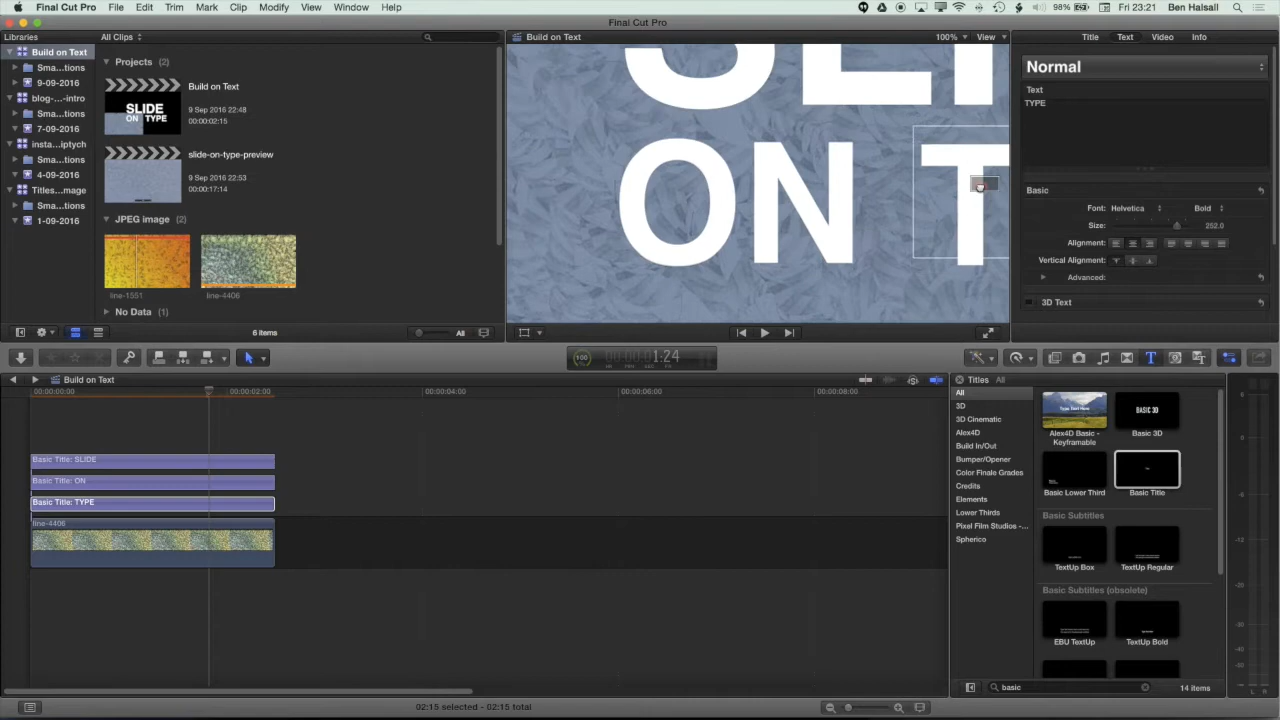 Final Cut Pro File Edit Trim Mark Clip Modify View Window Help 98% Fri 23:21 Ben Halsall
Final Cut Pro
Libraries
All Clips
Build on Text
100%
View
Title Text Video Info
Build on Text
Sma...tions
9-09-2016
blog-...-intro
Sma...tions
7-09-2016
insta...iptych
Sma...tions
4-09-2016
Titles...mage
Sma...tions
1-09-2016
Projects (2)
SLIDE
ON TYPE
Build on Text
9 Sep 2016 22:48
00:00:02:15
slide-on-type-preview
9 Sep 2016 22:53
00:00:17:14
JPEG image (2)
line-1551
line-4406
No Data (1)
6 items
All
ON T
Normal
Text
TYPE
Basic
Font: Helvetica Bold
Size: 252.0
Alignment:
Vertical Alignment:
Advanced:
3D Text
100
1:24
Build on Text
00:00:00:00
00:00:02:00
00:00:04:00
00:00:06:00
00:00:08:00
Basic Title: SLIDE
Basic Title: ON
Basic Title: TYPE
line-4406
Titles All
All
3D
3D Cinematic
Alex4D
Build In/Out
Bumper/Opener
Color Finale Grades
Credits
Elements
Lower Thirds
Pixel Film Studios -...
Spherico
Type Text Here
Alex4D Basic - Keyframable
BASIC 3D
Basic 3D
Basic Lower Third
Basic Title
Basic Subtitles
TextUp Box
TextUp Regular
Basic Subtitles (obsolete)
EBU TextUp
TextUp Bold
basic
14 items
02:15 selected - 02:15 total